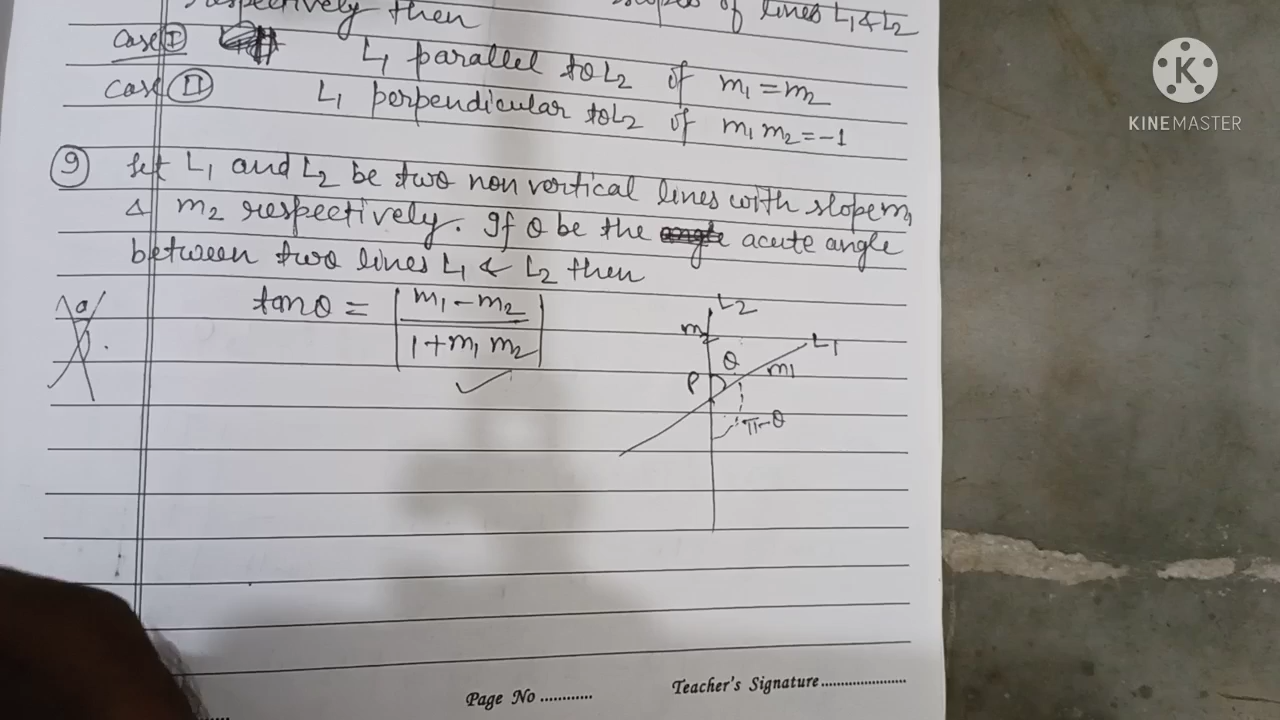 respectively then slopes of lines L1 & L2
Case I L1 parallel to L2 of m1 = m2
Case II L1 perpendicular to L2 of m1 m2 = -1
9 Let L1 and L2 be two non vertical lines with slope m1
& m2 respectively. If θ be the acute angle
between two lines L1 & L2 then
tanθ = | m1 - m2 / 1 + m1 m2 |
L2
m2
L1
θ
m1
P
π-θ
Page No ............
Teacher's Signature......................
K
KINEMASTER